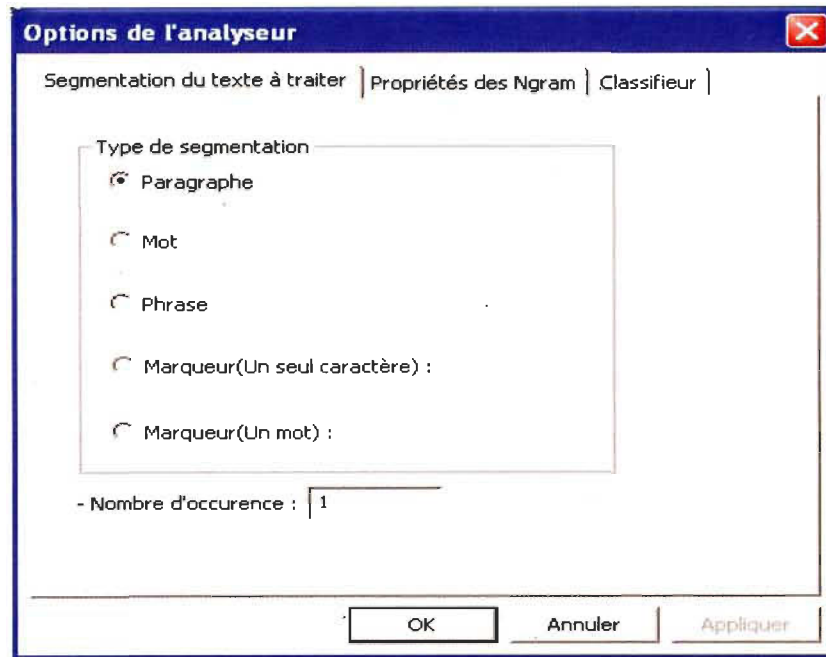 Options de l'analyseur
Segmentation du texte à traiter Propriétés des Ngram Classifieur
Type de segmentation
Paragraphe
Mot
Phrase
Marqueur(Un seul caractère) :
Marqueur(Un mot) :
- Nombre d'occurence : 1
OK Annuler Appliquer